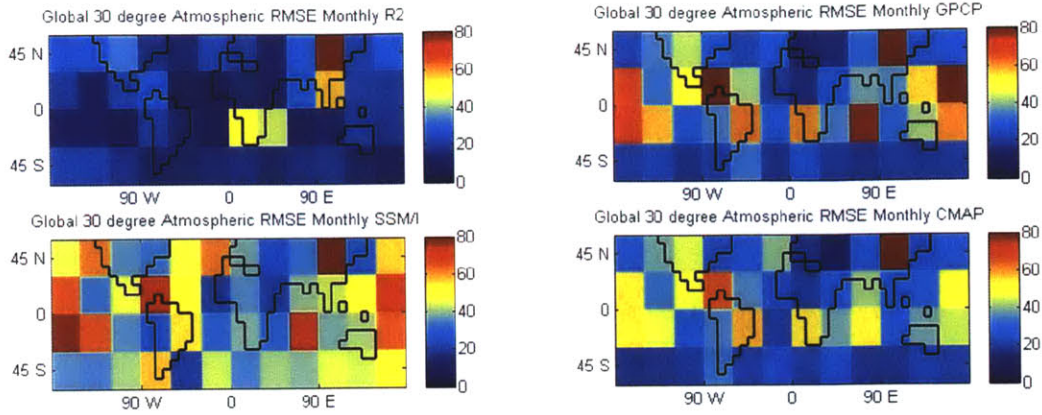 Global 30 degree Atmospheric RMSE Monthly R2
45 N
0
45 S
90 W
0
90 E
80
60
40
20
0
Global 30 degree Atmospheric RMSE Monthly GPCP
45 N
0
45 S
90 W
0
90 E
80
60
40
20
0
Global 30 degree Atmospheric RMSE Monthly SSM/I
45 N
0
45 S
90 W
0
90 E
80
60
40
20
0
Global 30 degree Atmospheric RMSE Monthly CMAP
45 N
0
45 S
90 W
0
90 E
80
60
40
20
0